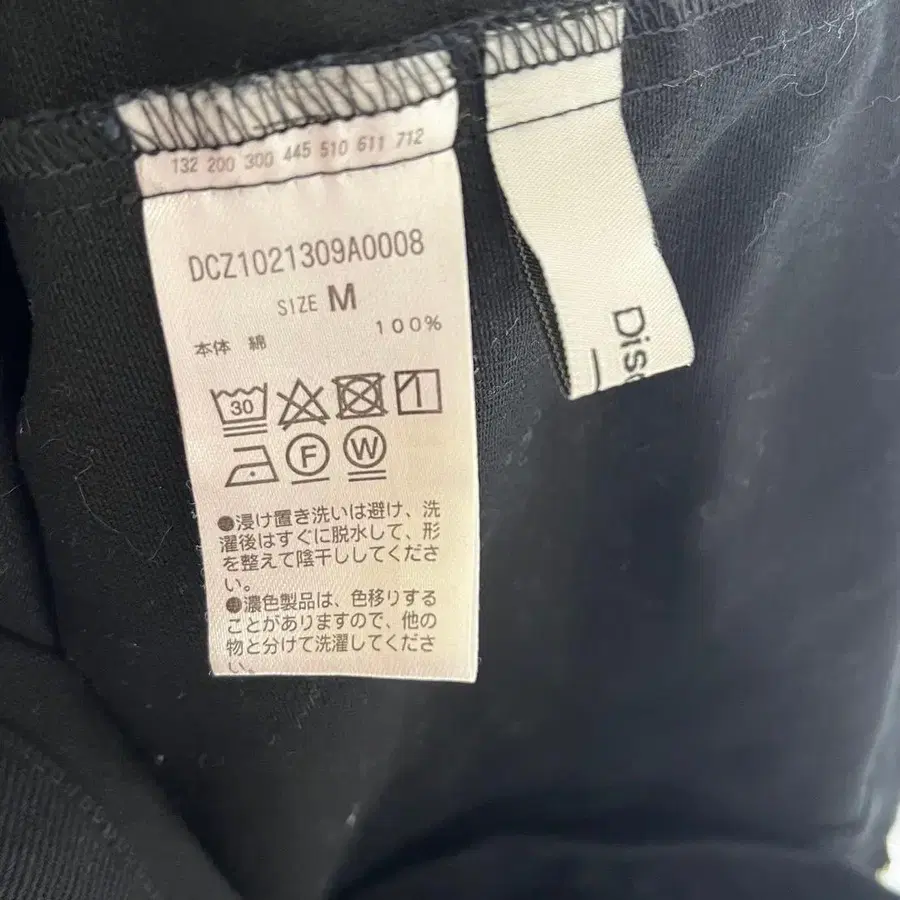 132 200 300 445 510 611 712
DCZ1021309A0008
SIZE M
本体 綿 100%
30
F W
●浸け置き洗いは避け、洗
濯後はすぐに脱水して、形
を整えて陰干ししてくださ
い。
●濃色製品は、色移りする
ことがありますので、他の
物と分けて洗濯してくださ
い。
Dis